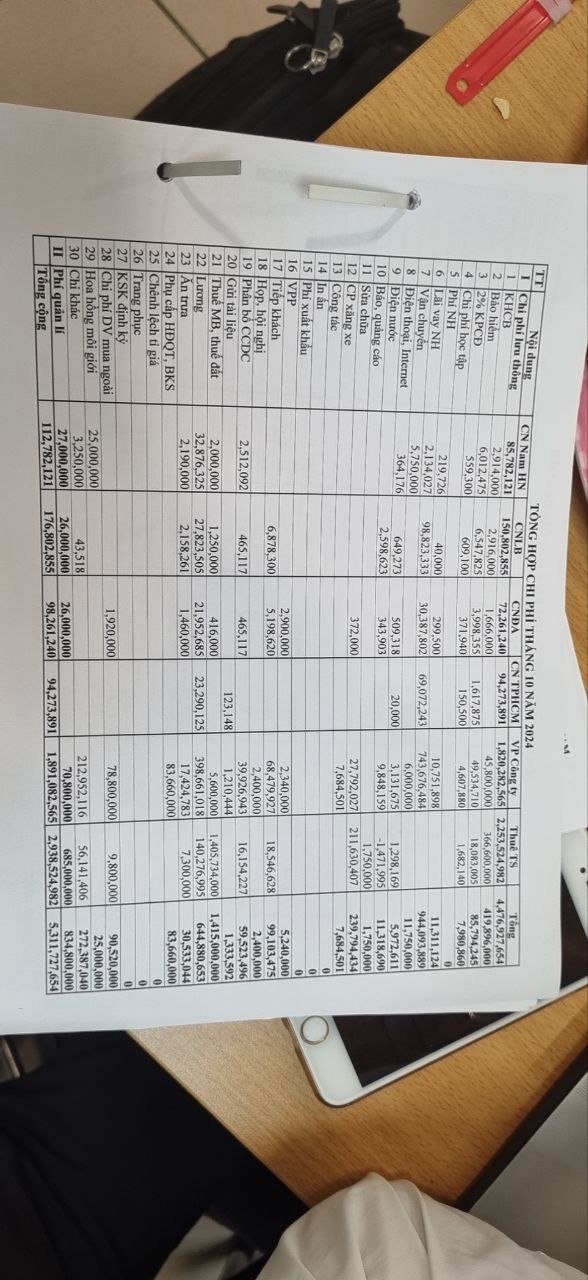 TỔNG HỢP CHI PHÍ THÁNG 10 NĂM 2024
TT Nội dung CN Nam HN CNLB CNĐA CN TPHCM VP Công ty Thuê TS Tổng
I Chi phí lưu thông 85,782,121 150,802,855 72,261,240 94,273,891 1,820,282,565 2,253,524,982 4,476,927,654
1 KHCB
2 Bảo hiểm 2,914,000 2,916,000 1,666,000 45,800,000 366,600,000 419,896,000
3 2% KPCĐ 6,012,475 6,547,825 3,998,355 1,617,875 49,534,710 18,083,005 85,794,245
4 Chi phí học tập 559,300 609,100 371,940 150,500 4,607,880 1,682,140 7,980,860
5 Phí NH 0
6 Lãi vay NH 219,726 40,000 299,500 10,751,898 11,311,124
7 Vận chuyển 2,134,027 98,823,333 30,387,802 69,072,243 743,676,484 944,093,889
8 Điện thoại, Internet 5,750,000 6,000,000 11,750,000
9 Điện nước 364,176 649,273 509,318 20,000 3,131,675 1,298,169 5,972,611
10 Báo, quảng cáo 2,598,623 343,903 9,848,159 -1,471,995 11,318,690
11 Sửa chữa 1,750,000 1,750,000
12 CP xăng xe 372,000 27,792,027 211,630,407 239,794,434
13 Công tác 7,684,501 7,684,501
14 In ấn 0
15 Phí xuất khẩu 0
16 VPP 2,900,000 2,340,000 5,240,000
17 Tiếp khách 6,878,300 5,198,620 68,479,927 18,546,628 99,103,475
18 Họp, hội nghị 2,400,000 2,400,000
19 Phân bổ CCDC 2,512,092 465,117 465,117 39,926,943 16,154,227 59,523,496
20 Gửi tài liệu 123,148 1,210,444 1,333,592
21 Thuê MB, thuế đất 2,000,000 1,250,000 416,000 5,600,000 1,405,734,000 1,415,000,000
22 Lương 32,876,325 27,823,505 21,952,685 23,290,125 398,661,018 140,276,995 644,880,653
23 Ăn trưa 2,190,000 2,158,261 1,460,000 17,424,783 7,300,000 30,533,044
24 Phụ cấp HĐQT, BKS 83,660,000 83,660,000
25 Chênh lệch tỉ giá 0
26 Trang phục 0
27 KSK định kỳ 0
28 Chi phí DV mua ngoài 1,920,000 78,800,000 9,800,000 90,520,000
29 Hoa hồng môi giới 25,000,000 25,000,000
30 Chi khác 3,250,000 43,518 212,952,116 56,141,406 272,387,040
II Phí quản lí 27,000,000 26,000,000 26,000,000 70,800,000 685,000,000 834,800,000
Tổng cộng 112,782,121 176,802,855 98,261,240 94,273,891 1,891,082,565 2,938,524,982 5,311,727,654